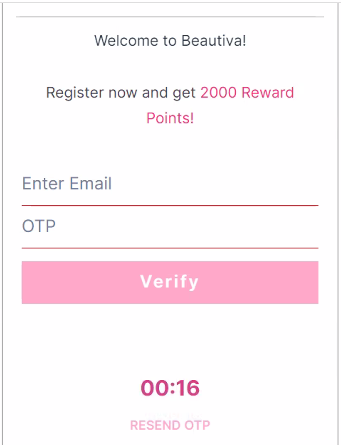 Welcome to Beautiva!
Register now and get 2000 Reward
Points!
Enter Email
OTP
Verify
00:16
RESEND OTP